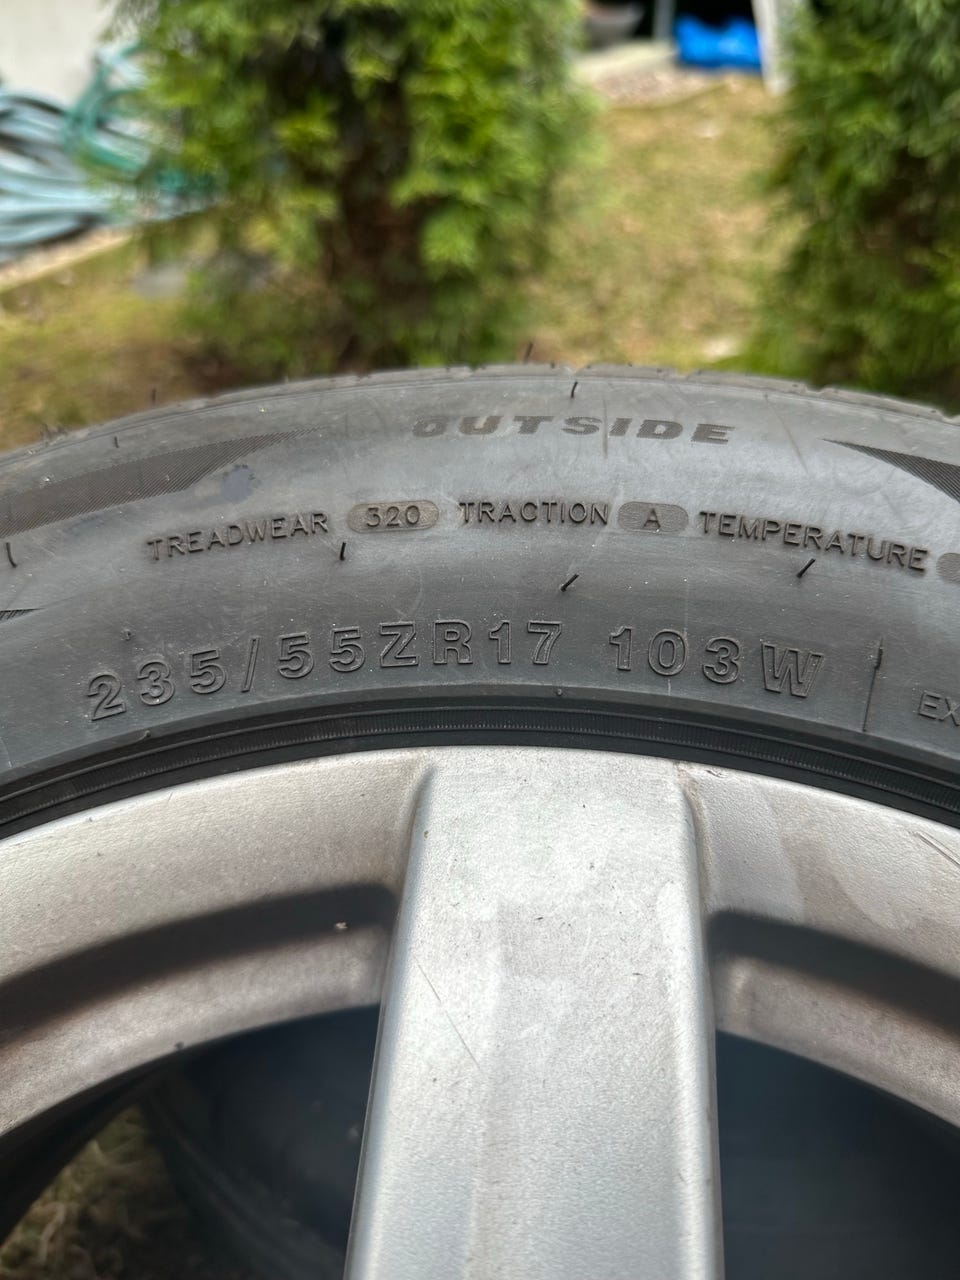 OUTSIDE
TREADWEAR 320 TRACTION A TEMPERATURE
235/55ZR17 103W